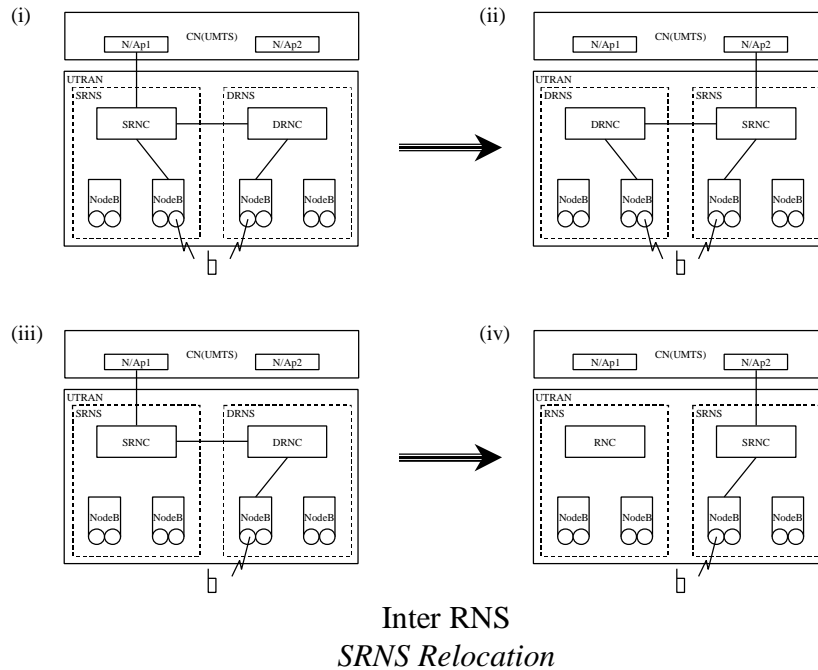 (i)
(ii)
CN(UMTS)
N/Ap1
N/Ap2
UTRAN
SRNS
DRNS
SRNC
DRNC
NodeB
NodeB
NodeB
NodeB
CN(UMTS)
N/Ap1
N/Ap2
UTRAN
DRNS
SRNS
DRNC
SRNC
NodeB
NodeB
NodeB
NodeB
(iii)
(iv)
CN(UMTS)
N/Ap1
N/Ap2
UTRAN
SRNS
DRNS
SRNC
DRNC
NodeB
NodeB
NodeB
NodeB
CN(UMTS)
N/Ap1
N/Ap2
UTRAN
RNS
SRNS
RNC
SRNC
NodeB
NodeB
NodeB
NodeB
Inter RNS
SRNS Relocation